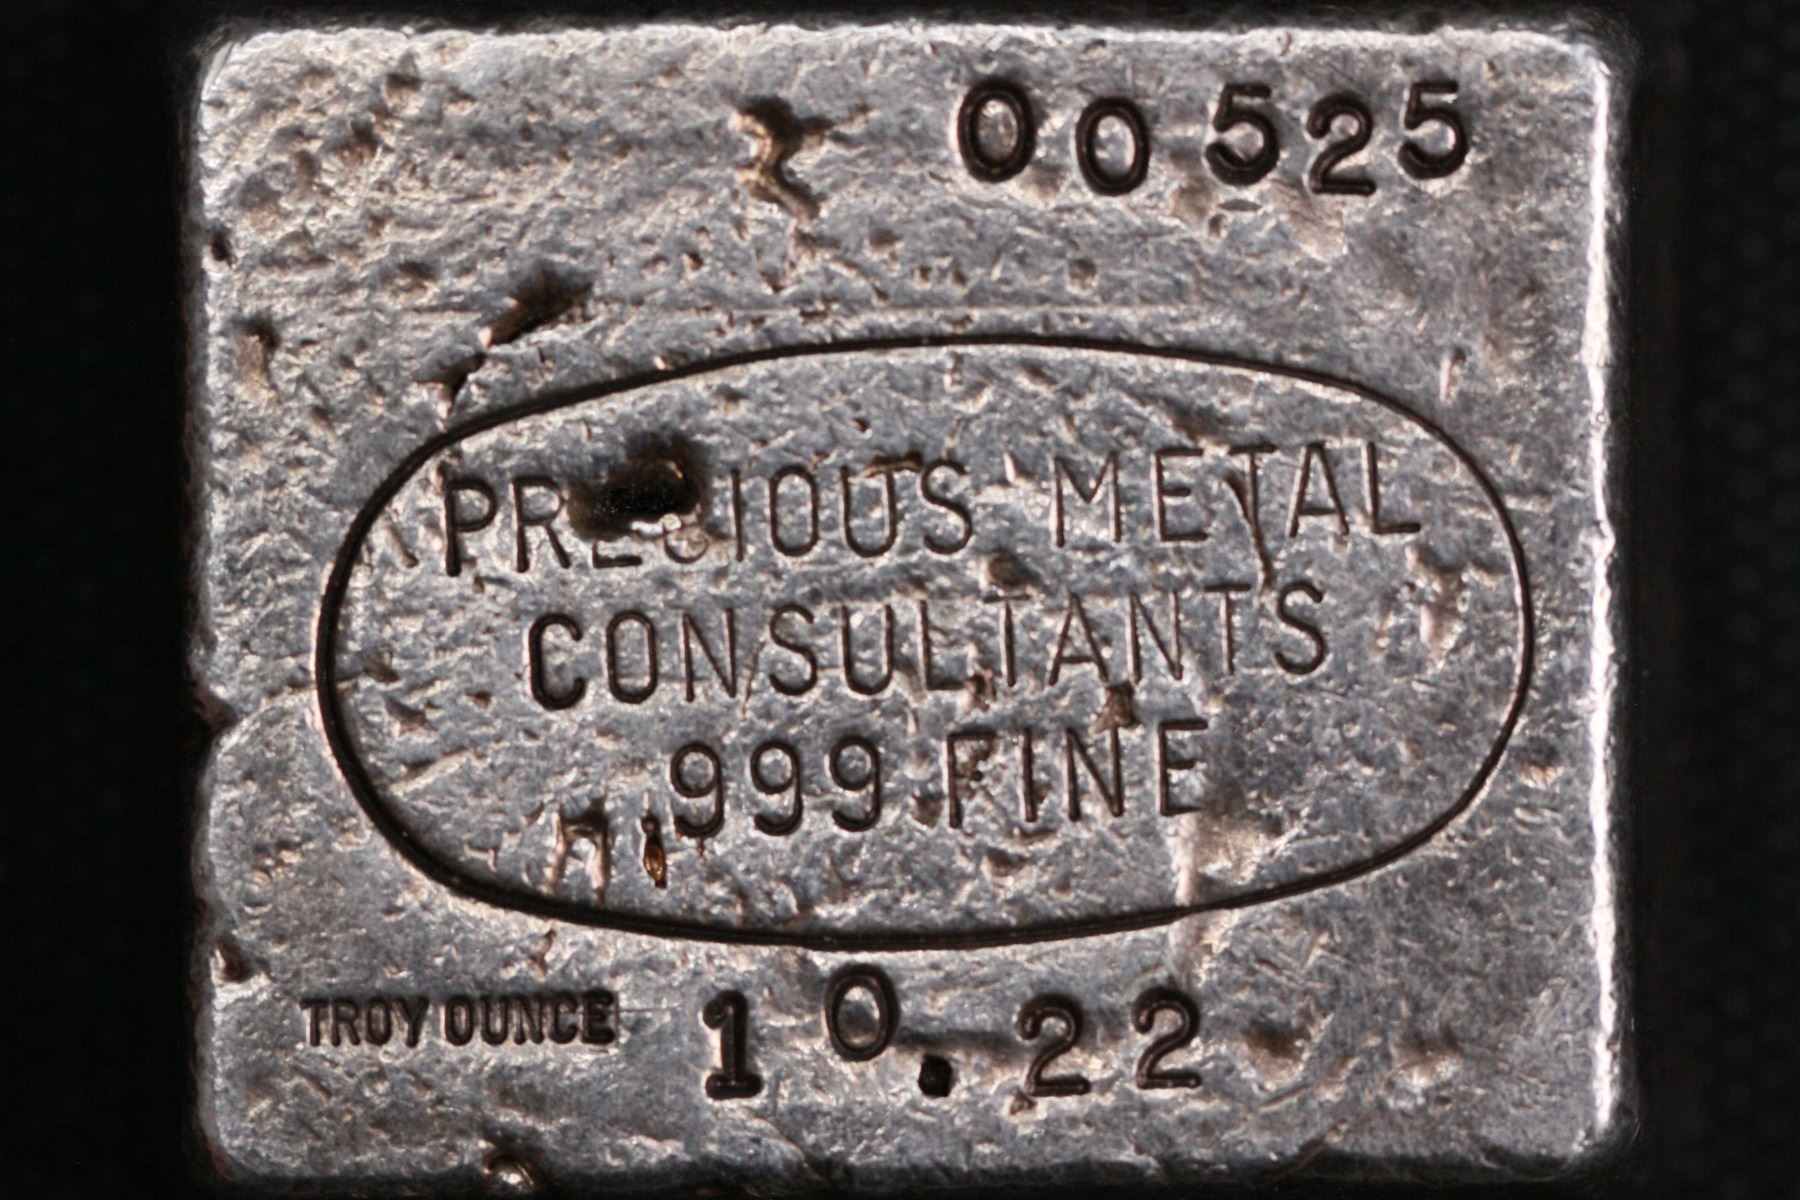 00525
PRECIOUS METAL
CONSULTANTS
.999 FINE
TROY OUNCE 10.22